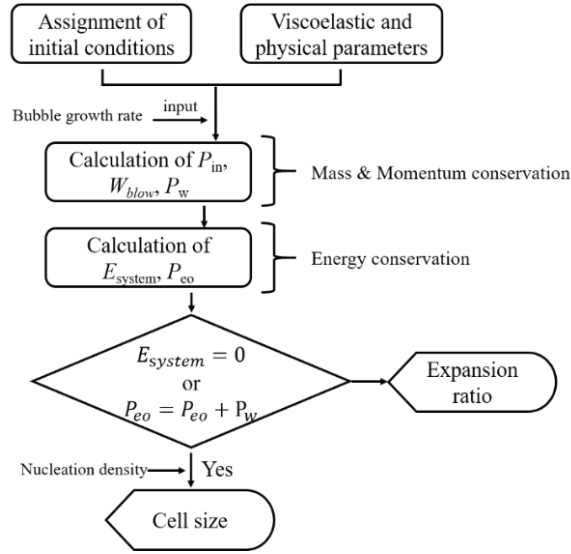 Assignment of
initial conditions
Viscoelastic and
physical parameters
Bubble growth rate
input
Calculation of P_in,
W_blow, P_w
Mass & Momentum conservation
Calculation of
E_system, P_eo
Energy conservation
E_system = 0
or
P_eo = P_eo + P_w
Expansion
ratio
Nucleation density
Yes
Cell size